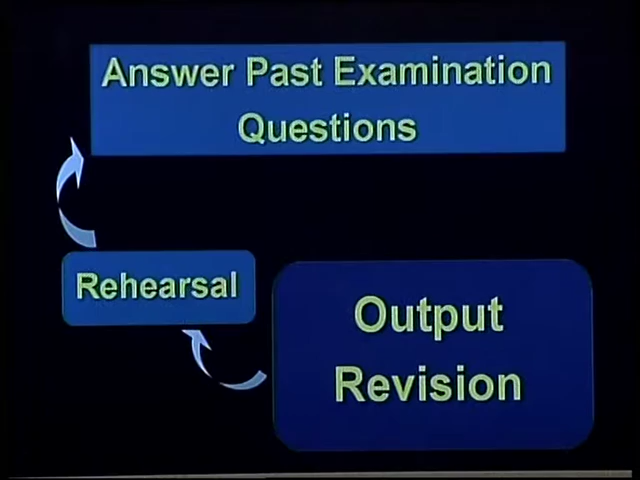 Answer Past Examination
Questions
Rehearsal
Output
Revision